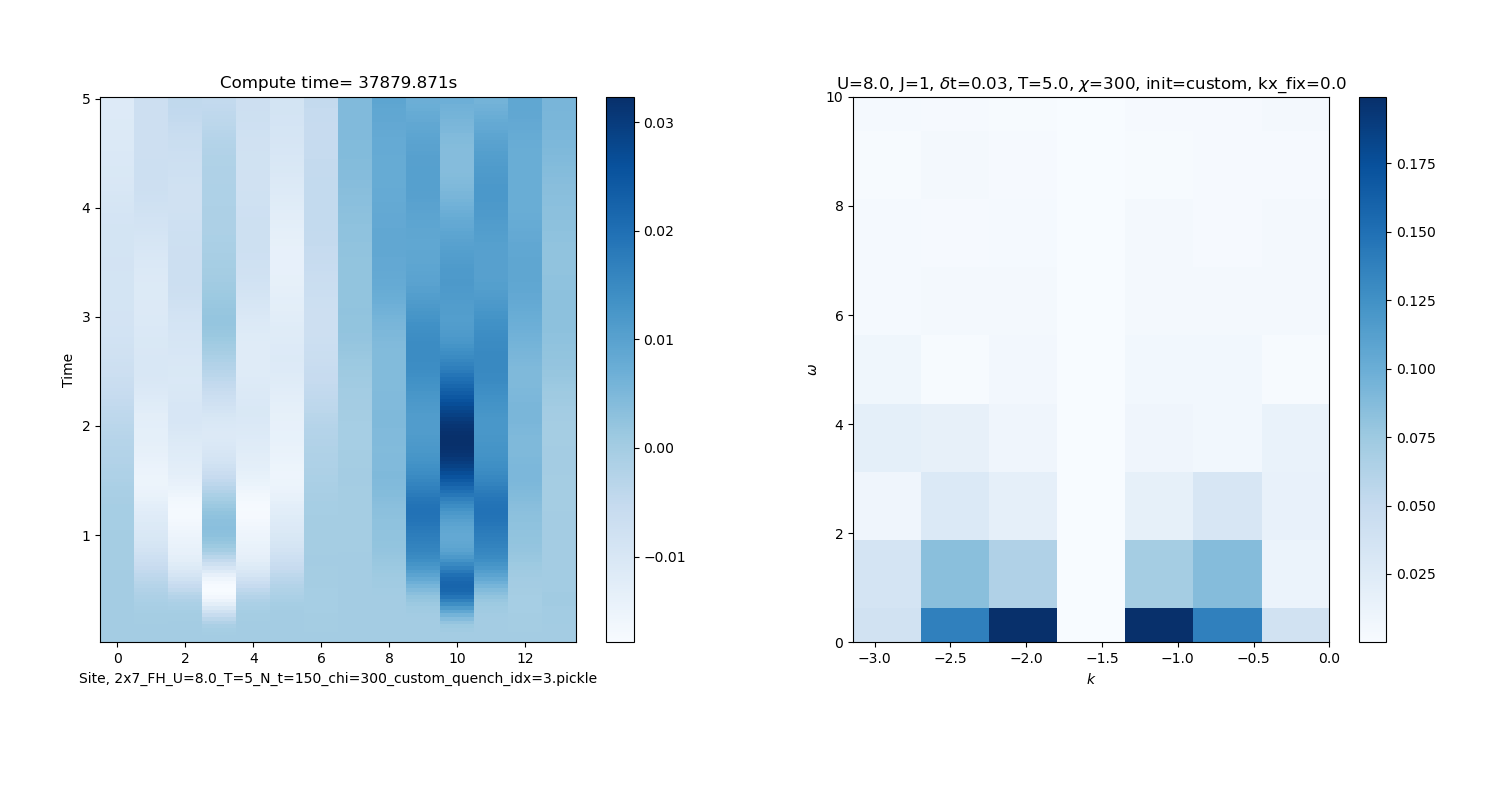 Compute time= 37879.871s
5
4
3
2
1
Time
0 2 4 6 8 10 12
Site, 2x7_FH_U=8.0_T=5_N_t=150_chi=300_custom_quench_idx=3.pickle
0.03
0.02
0.01
0.00
−0.01
U=8.0, J=1, δt=0.03, T=5.0, χ=300, init=custom, kx_fix=0.0
10
8
6
4
2
0
ω
−3.0 −2.5 −2.0 −1.5 −1.0 −0.5 0.0
k
0.175
0.150
0.125
0.100
0.075
0.050
0.025